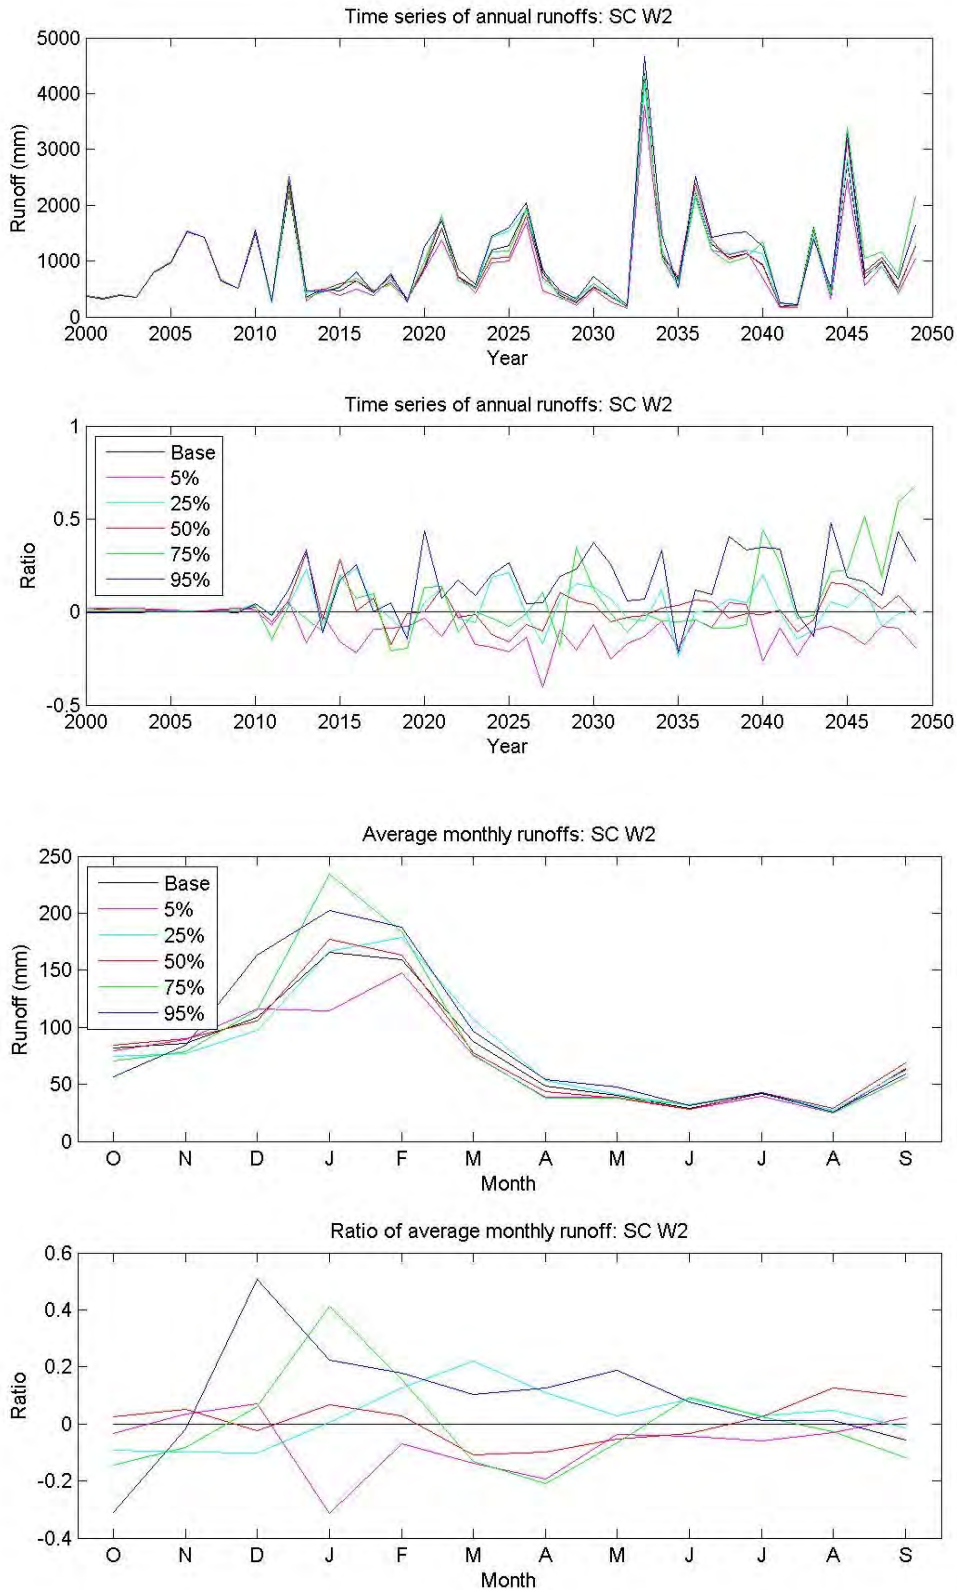 Time series of annual runoffs: SC W2
5000
4000
3000
2000
1000
0
Runoff (mm)
2000 2005 2010 2015 2020 2025 2030 2035 2040 2045 2050
Year
Time series of annual runoffs: SC W2
1
0.5
0
-0.5
Ratio
Base
5%
25%
50%
75%
95%
2000 2005 2010 2015 2020 2025 2030 2035 2040 2045 2050
Year
Average monthly runoffs: SC W2
250
200
150
100
50
0
Runoff (mm)
Base
5%
25%
50%
75%
95%
O N D J F M A M J J A S
Month
Ratio of average monthly runoff: SC W2
0.6
0.4
0.2
0
-0.2
-0.4
Ratio
O N D J F M A M J J A S
Month